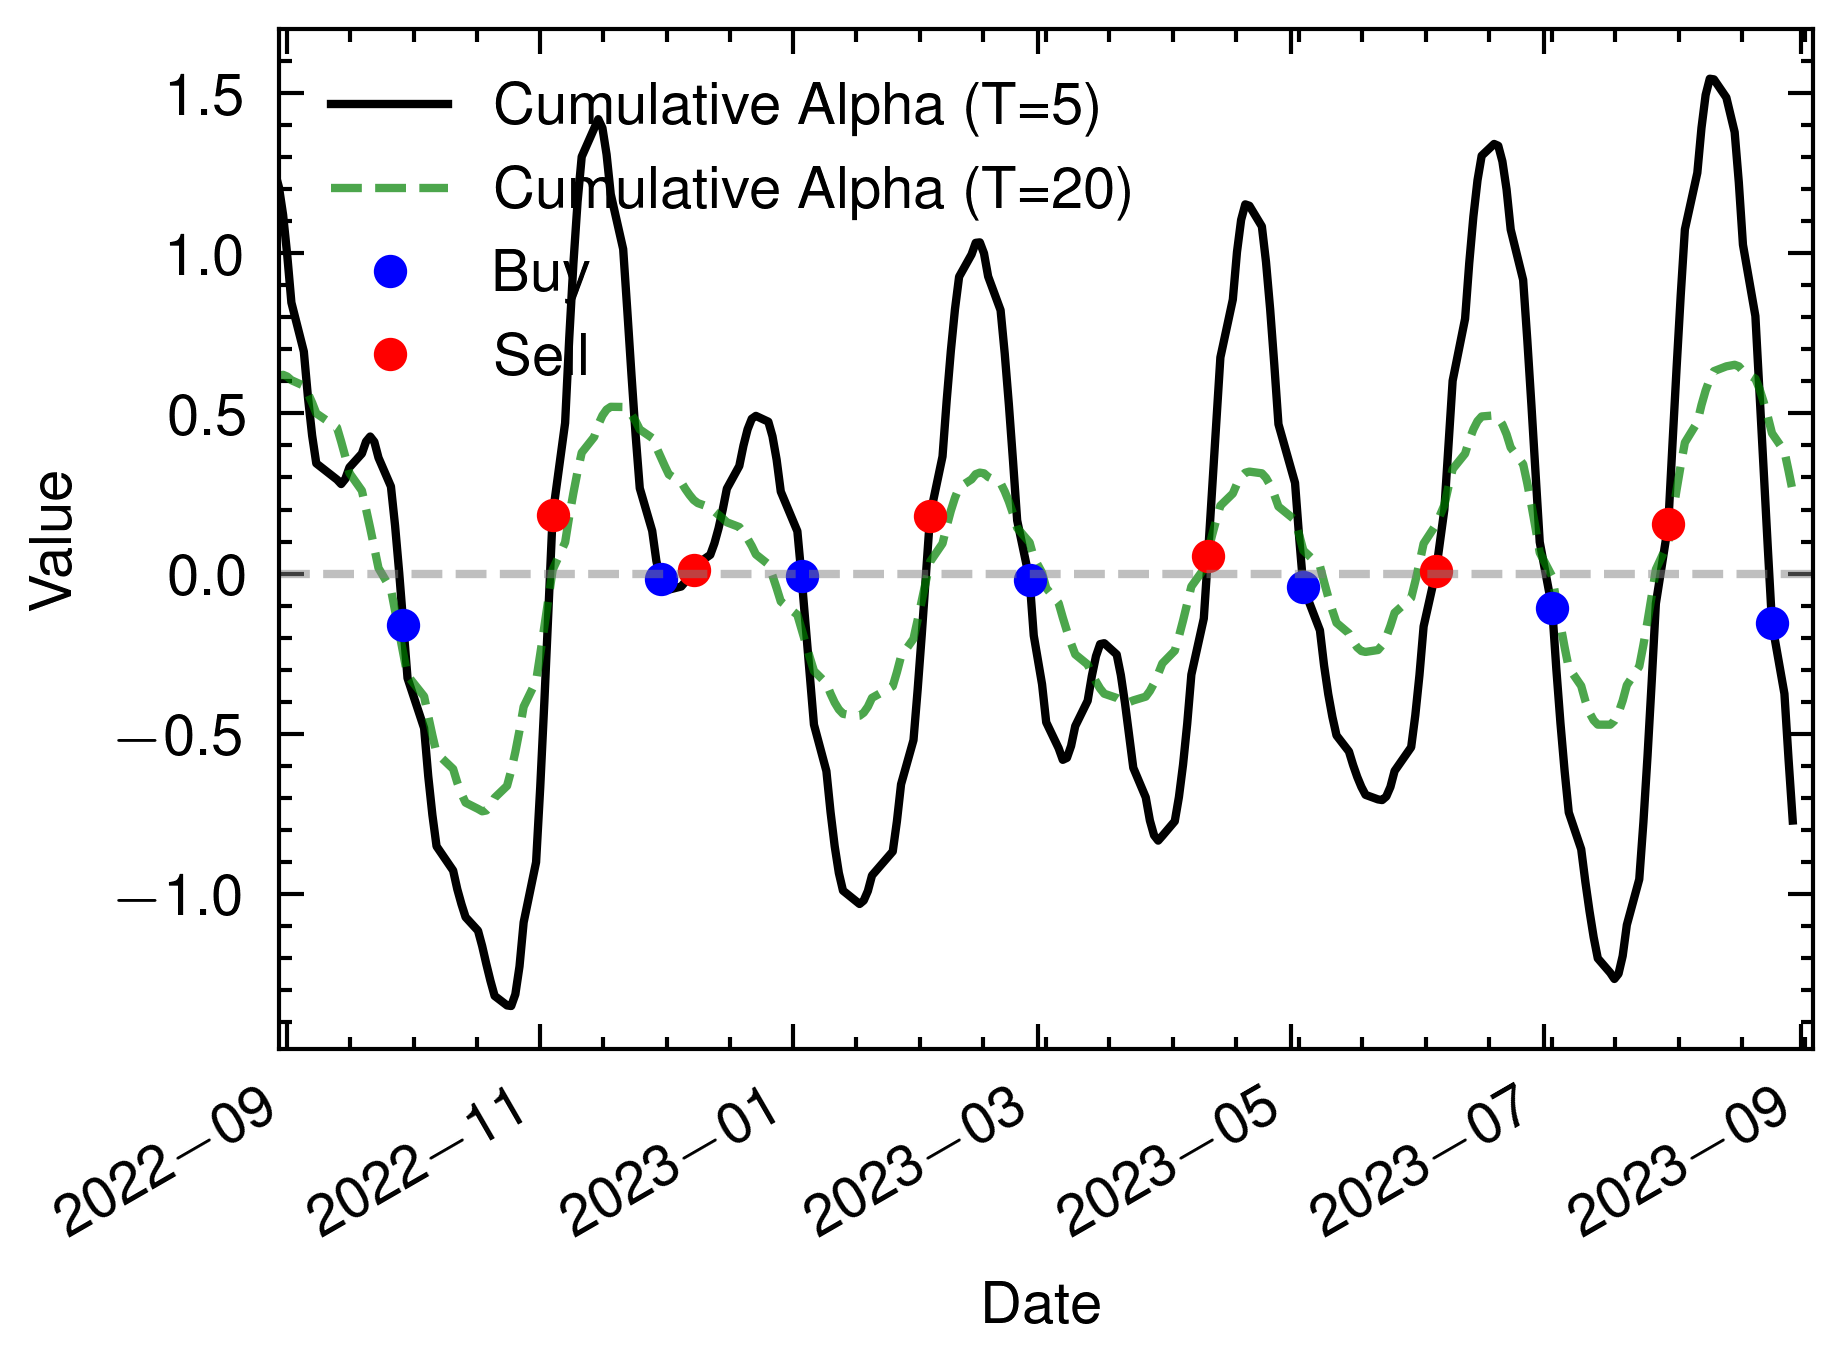 Cumulative Alpha (T=5)
Cumulative Alpha (T=20)
Buy
Sell
Value
1.5
1.0
0.5
0.0
−0.5
−1.0
2022−09
2022−11
2023−01
2023−03
2023−05
2023−07
2023−09
Date